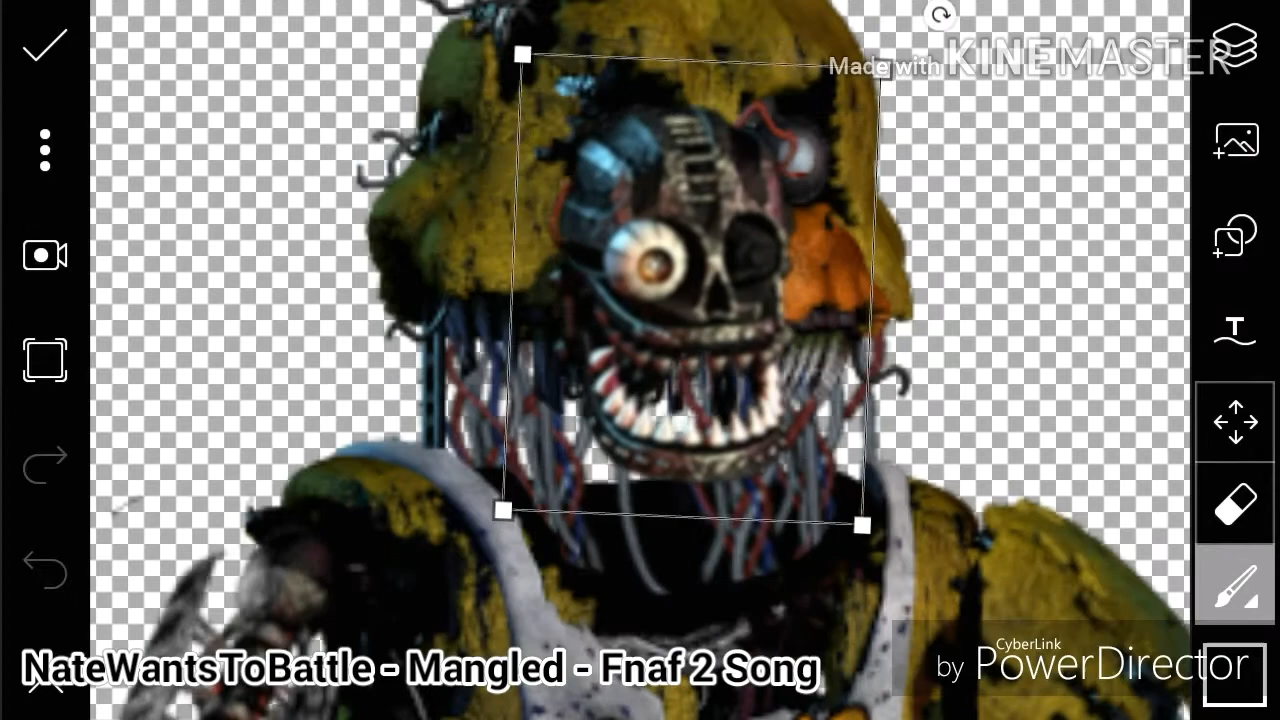 Made with KINEMASTER
T
NateWantsToBattle - Mangled - Fnaf 2 Song
CyberLink
by PowerDirector